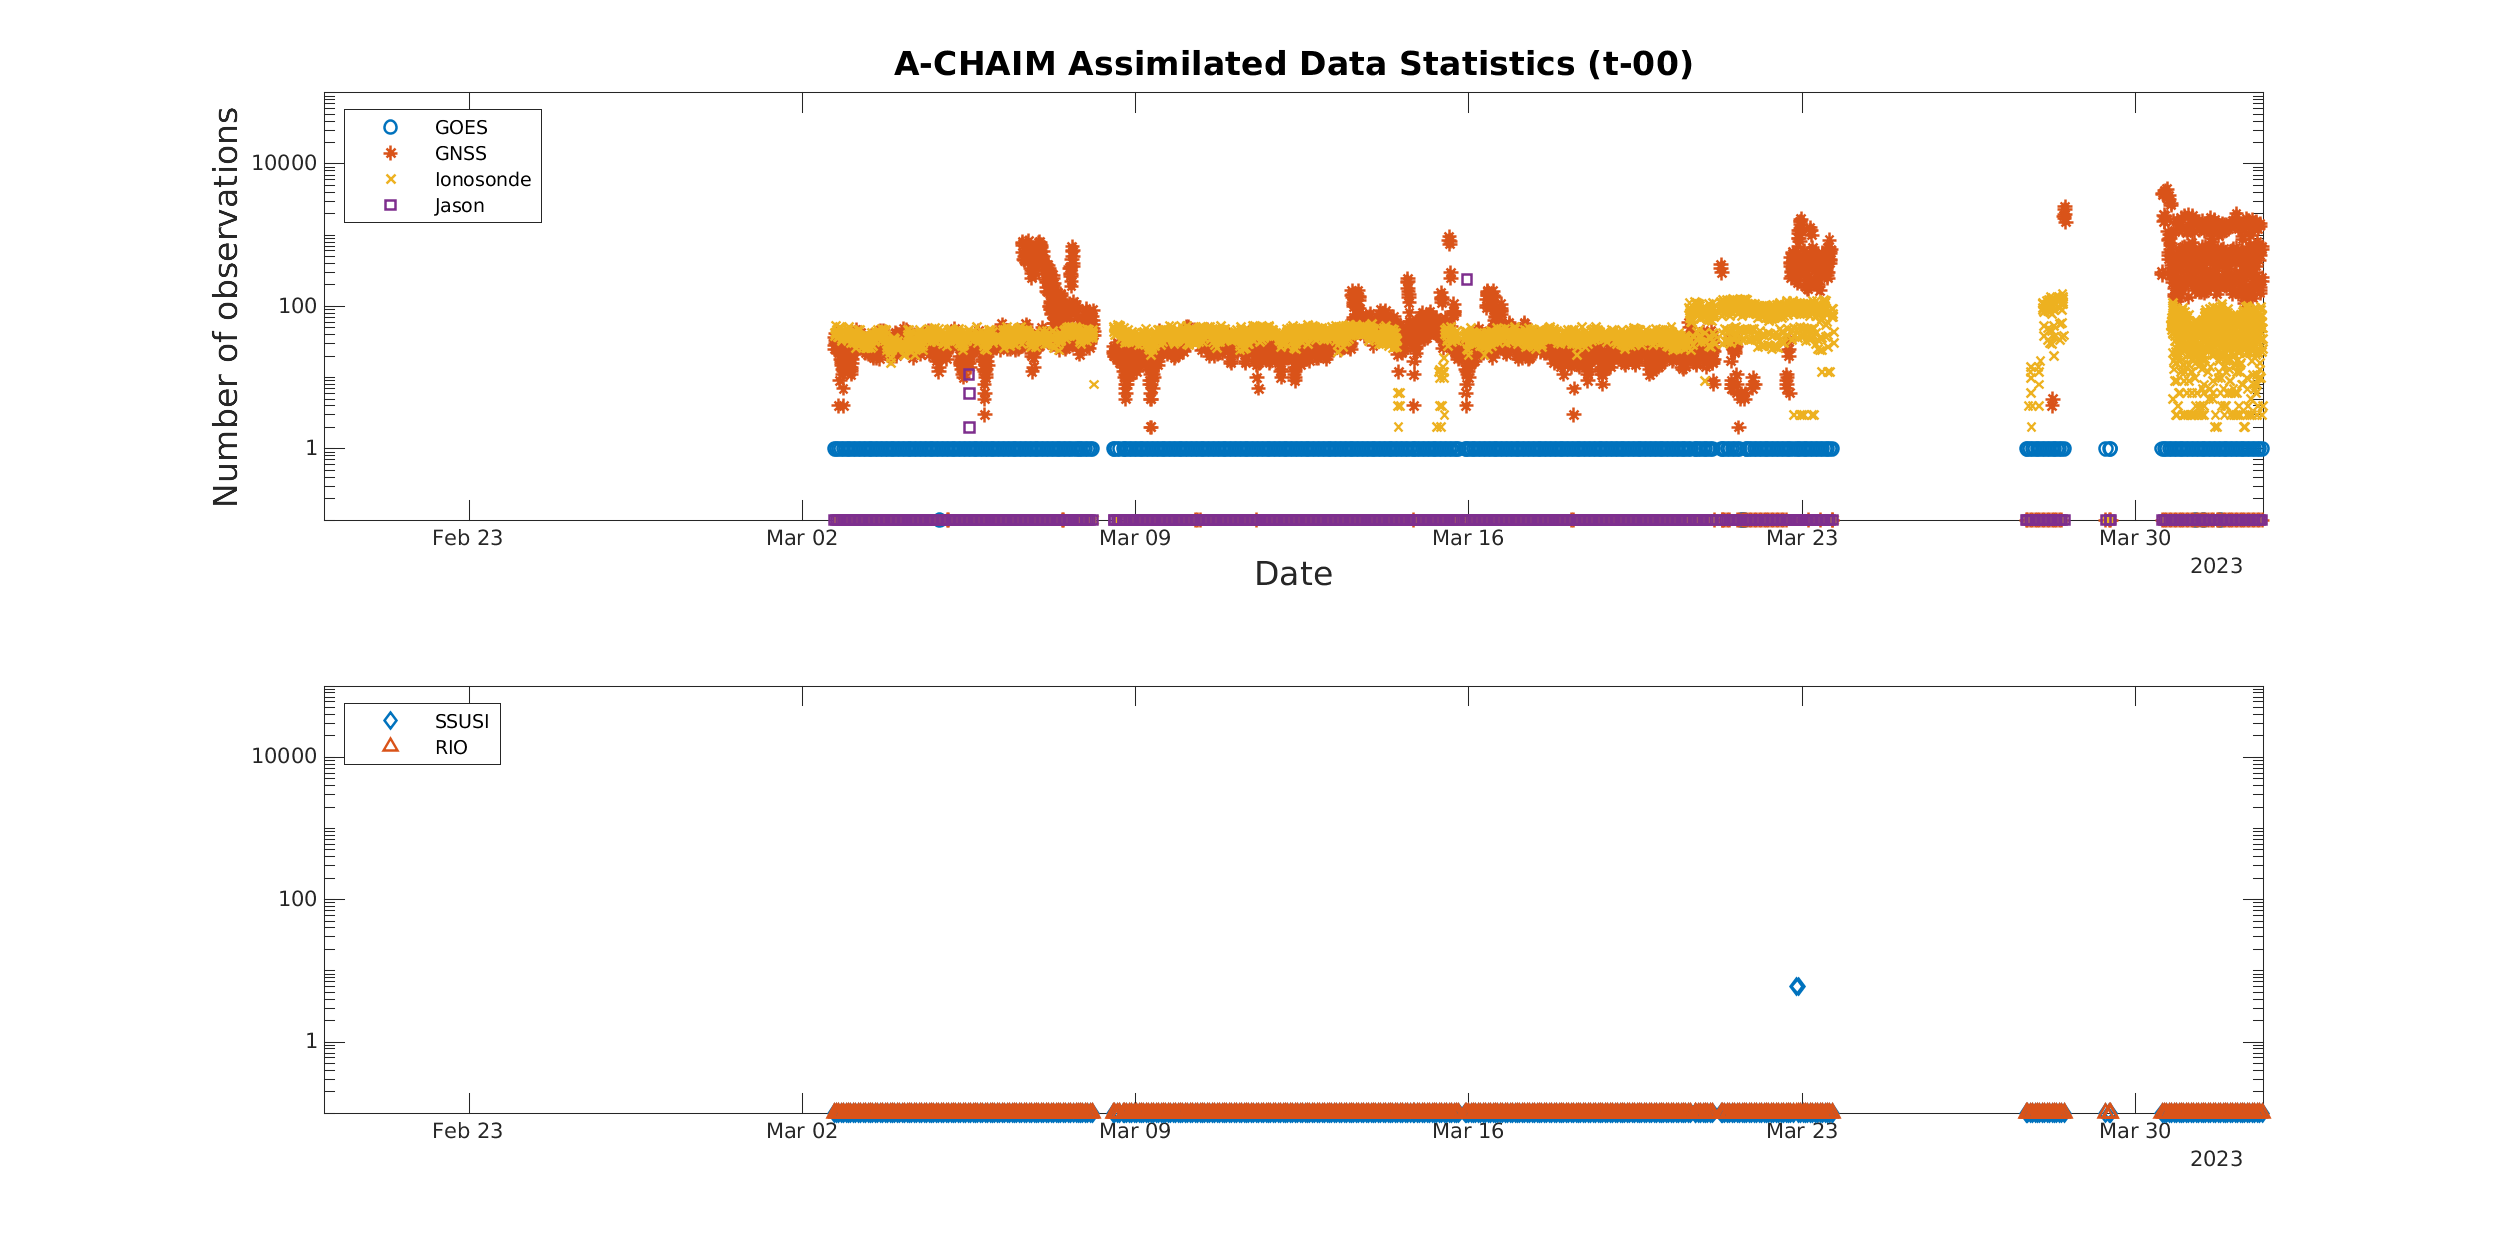 A-CHAIM Assimilated Data Statistics (t-00)
Number of observations
GOES
GNSS
Ionosonde
Jason
10000
100
1
Feb 23
Mar 02
Mar 09
Mar 16
Mar 23
Mar 30
2023
Date
SSUSI
RIO
10000
100
1
Feb 23
Mar 02
Mar 09
Mar 16
Mar 23
Mar 30
2023